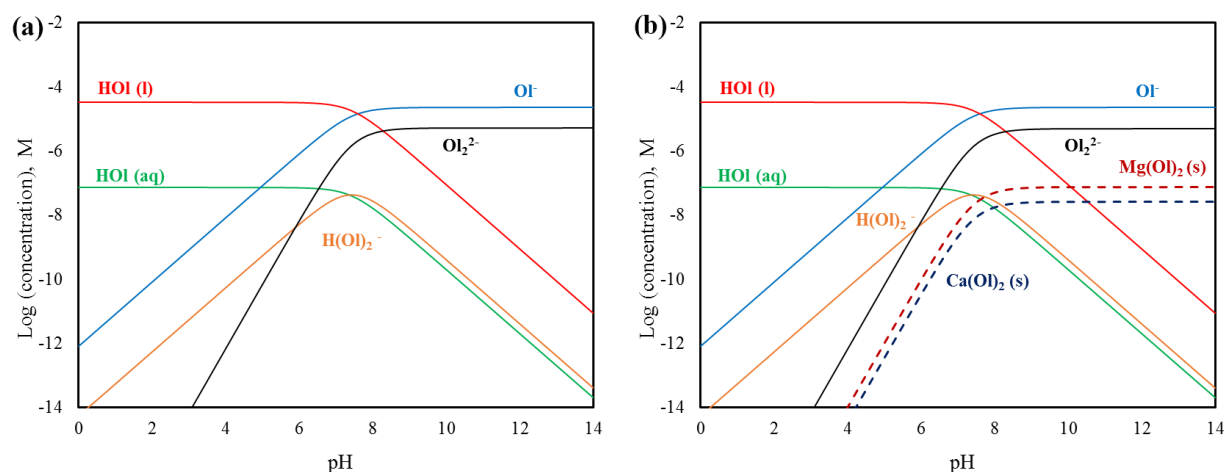 (a)
-2
-4
-6
-8
-10
-12
-14
Log (concentration), M
HOl (l)
Ol⁻
Ol₂²⁻
HOl (aq)
H(Ol)₂⁻
0 2 4 6 8 10 12 14
pH
(b)
-2
-4
-6
-8
-10
-12
-14
Log (concentration), M
HOl (l)
Ol⁻
Ol₂²⁻
Mg(Ol)₂ (s)
HOl (aq)
H(Ol)₂⁻
Ca(Ol)₂ (s)
0 2 4 6 8 10 12 14
pH